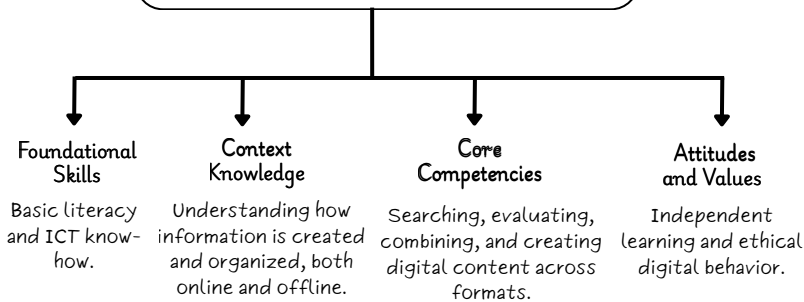 Foundational
Skills
Basic literacy
and ICT know-
how.
Context
Knowledge
Understanding how
information is created
and organized, both
online and offline.
Core
Competencies
Searching, evaluating,
combining, and creating
digital content across
formats.
Attitudes
and Values
Independent
learning and ethical
digital behavior.